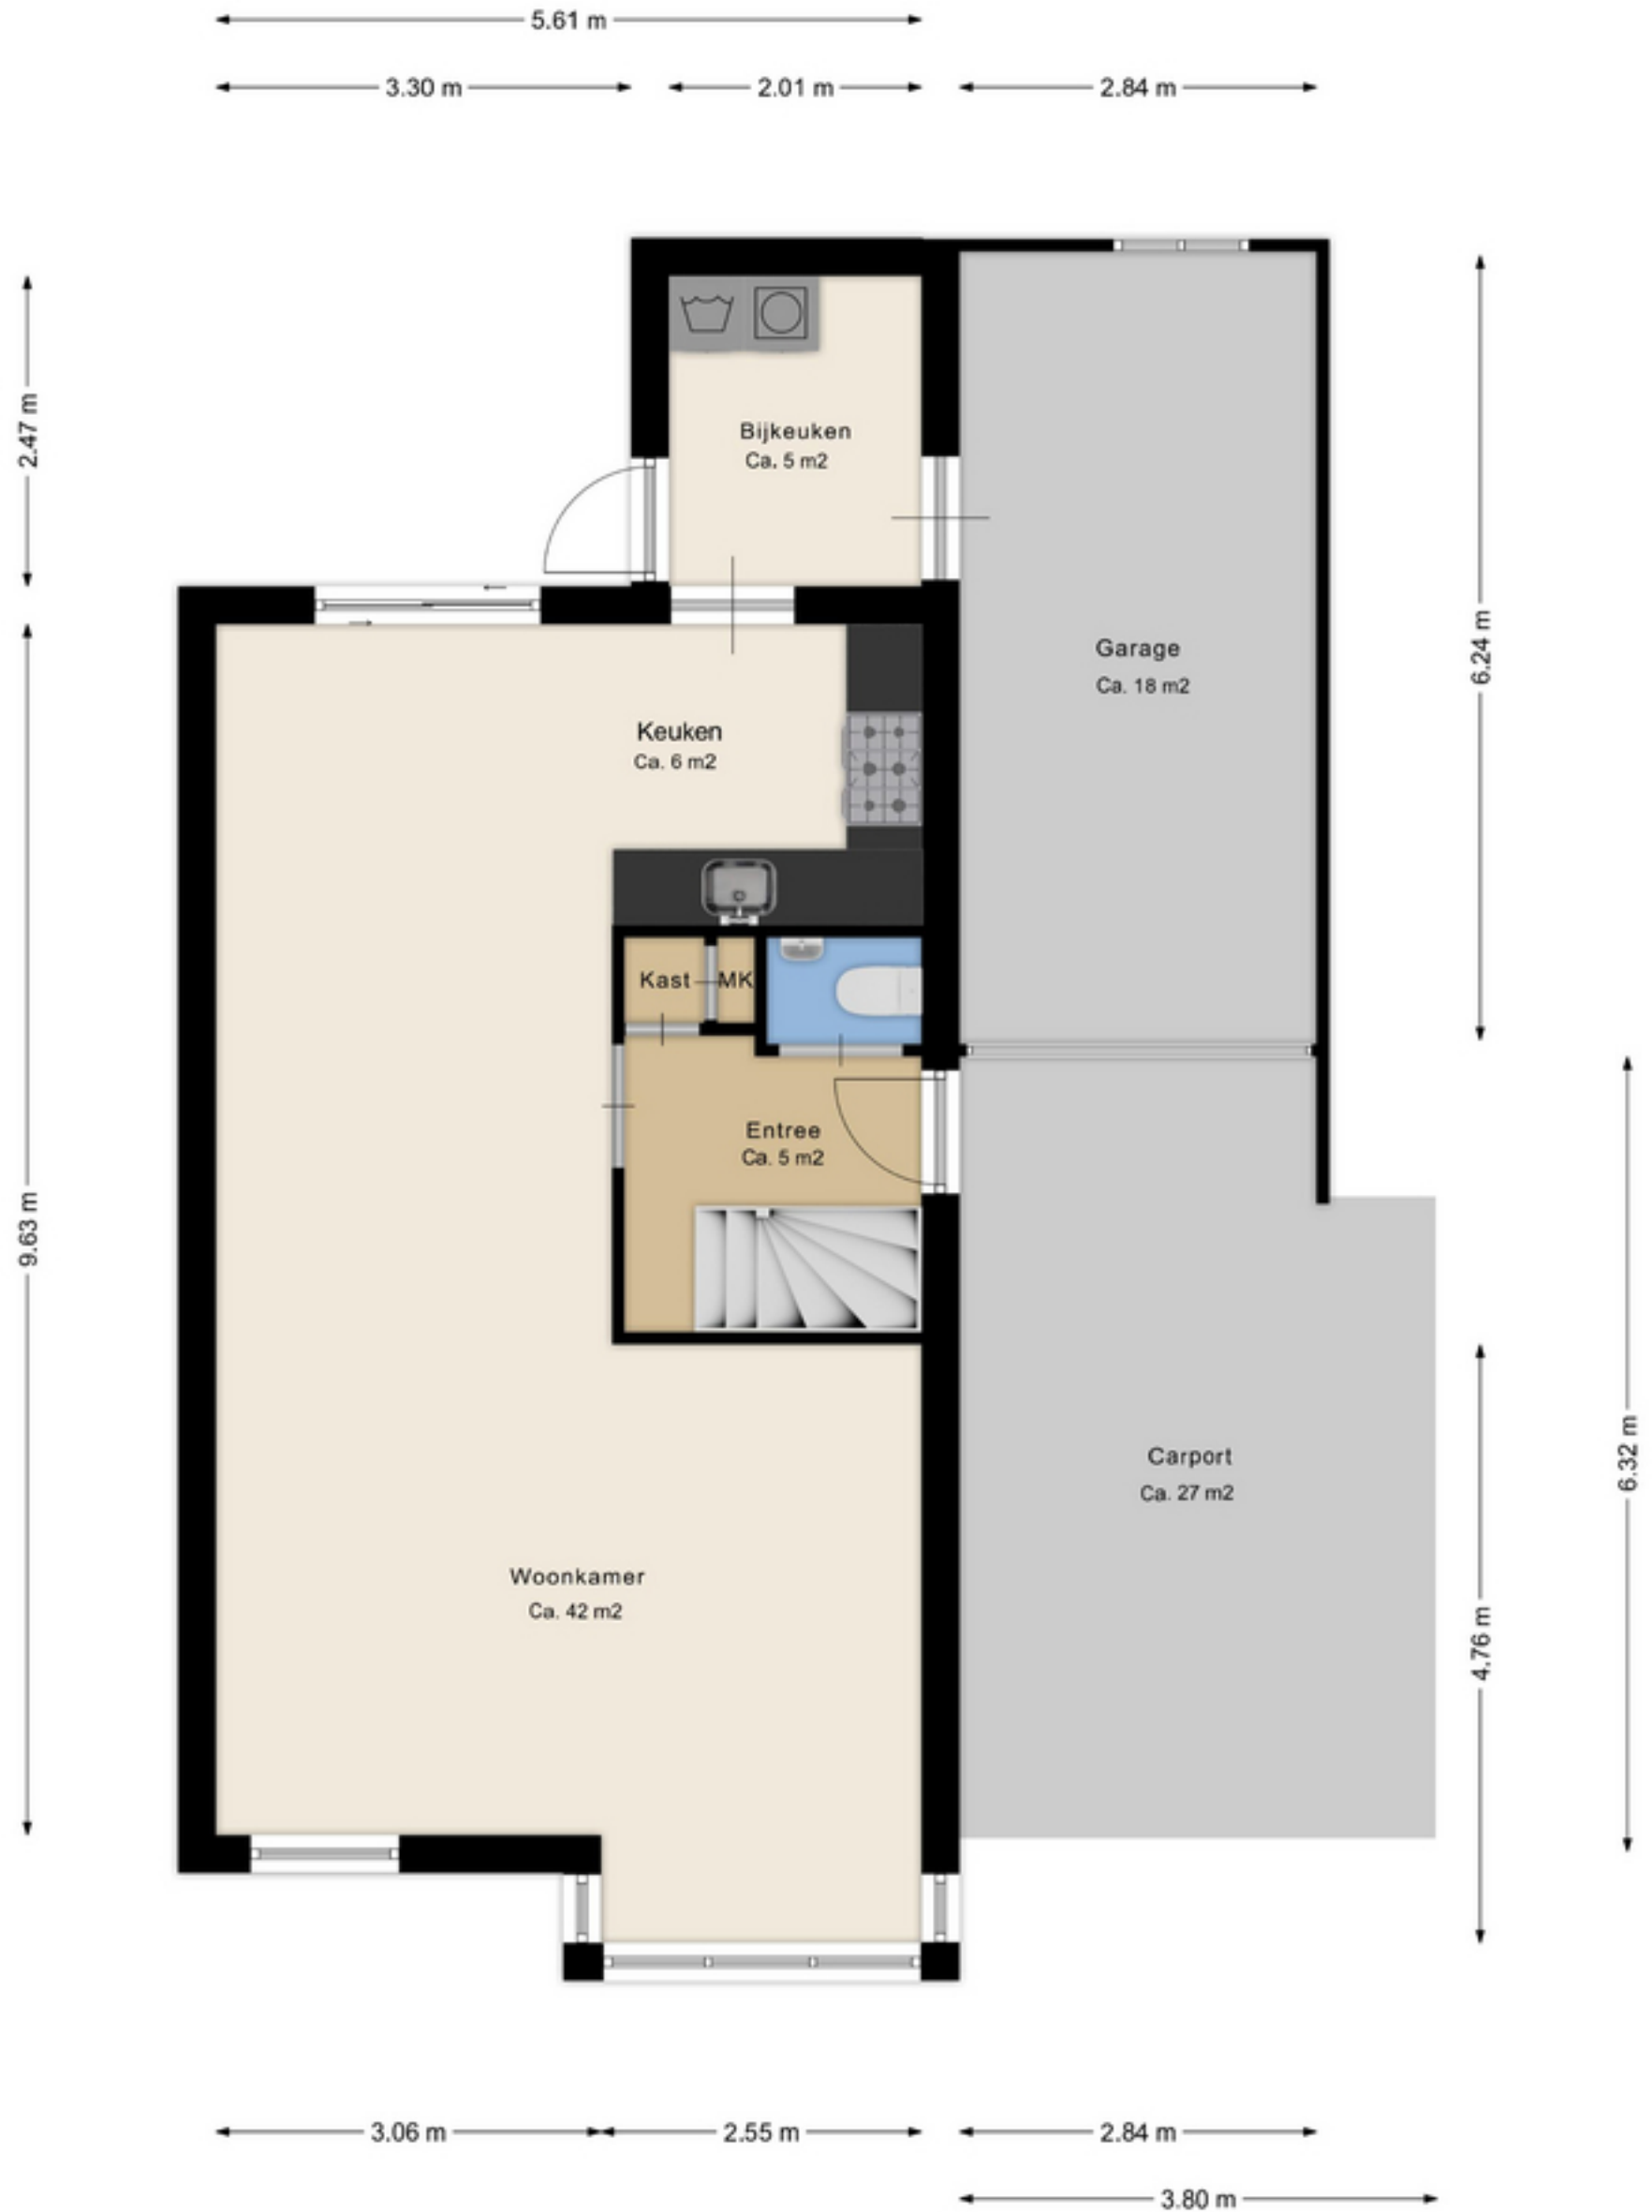 5.61 m
3.30 m
2.01 m
2.84 m
2.47 m
Bijkeuken
Ca. 5 m2
6.24 m
Garage
Ca. 18 m2
Keuken
Ca. 6 m2
Kast
MK
Entree
Ca. 5 m2
9.63 m
Carport
Ca. 27 m2
6.32 m
Woonkamer
Ca. 42 m2
4.76 m
3.06 m
2.55 m
2.84 m
3.80 m